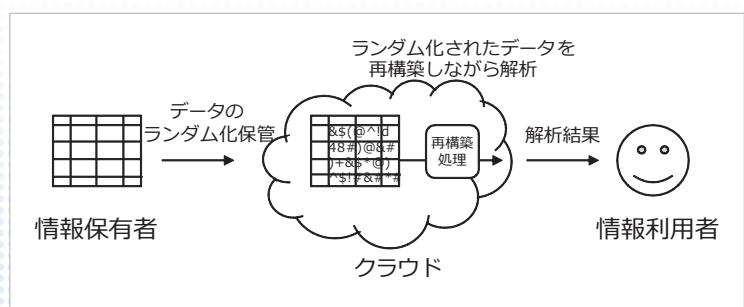 ランダム化されたデータを
再構築しながら解析
データの
ランダム化保管
&$(@^!d
48#)@&#
)+&$*@)
^$!#&#*#
再構築
処理
解析結果
情報保有者
情報利用者
クラウド